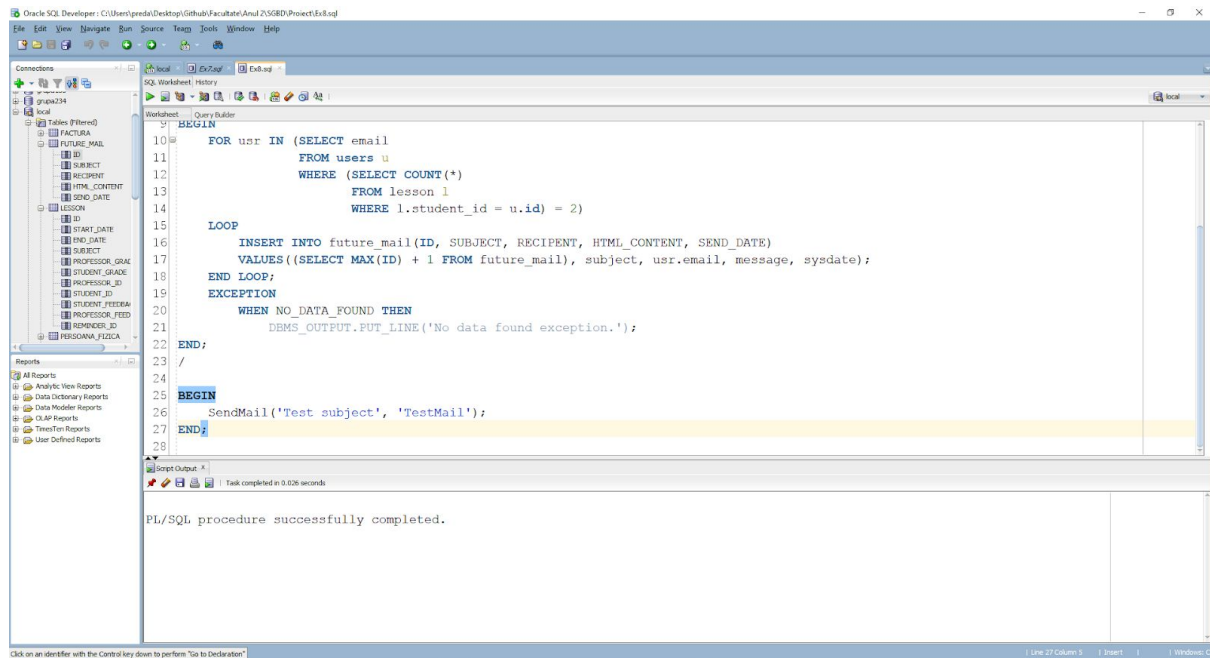 Oracle SQL Developer : C:\Users\preda\Desktop\Github\Facultate\Anul 2\SGBD\Proiect\Ex8.sql
File Edit View Navigate Run Source Team Tools Window Help
Connections
grupa234
local
Tables (Filtered)
FACTURA
FUTURE_MAIL
ID
SUBJECT
RECIPENT
HTML_CONTENT
SEND_DATE
LESSON
ID
START_DATE
END_DATE
SUBJECT
PROFESSOR_GRAD
STUDENT_GRADE
PROFESSOR_ID
STUDENT_ID
STUDENT_FEEDBA
PROFESSOR_FEED
REMINDER_ID
PERSOANA_FIZICA
Reports
All Reports
Analytic View Reports
Data Dictionary Reports
Data Modeler Reports
OLAP Reports
TimesTen Reports
User Defined Reports
local Ex7.sql Ex8.sql
SQL Worksheet History
local
Worksheet Query Builder
9 BEGIN
10 FOR usr IN (SELECT email
11 FROM users u
12 WHERE (SELECT COUNT(*)
13 FROM lesson l
14 WHERE l.student_id = u.id) = 2)
15 LOOP
16 INSERT INTO future_mail(ID, SUBJECT, RECIPENT, HTML_CONTENT, SEND_DATE)
17 VALUES((SELECT MAX(ID) + 1 FROM future_mail), subject, usr.email, message, sysdate);
18 END LOOP;
19 EXCEPTION
20 WHEN NO_DATA_FOUND THEN
21 DBMS_OUTPUT.PUT_LINE('No data found exception.');
22 END;
23 /
24
25 BEGIN
26 SendMail('Test subject', 'TestMail');
27 END;
28
Script Output x
Task completed in 0.026 seconds
PL/SQL procedure successfully completed.
Click on an identifier with the Control key down to perform "Go to Declaration"
Line 27 Column 5 Insert Windows: C